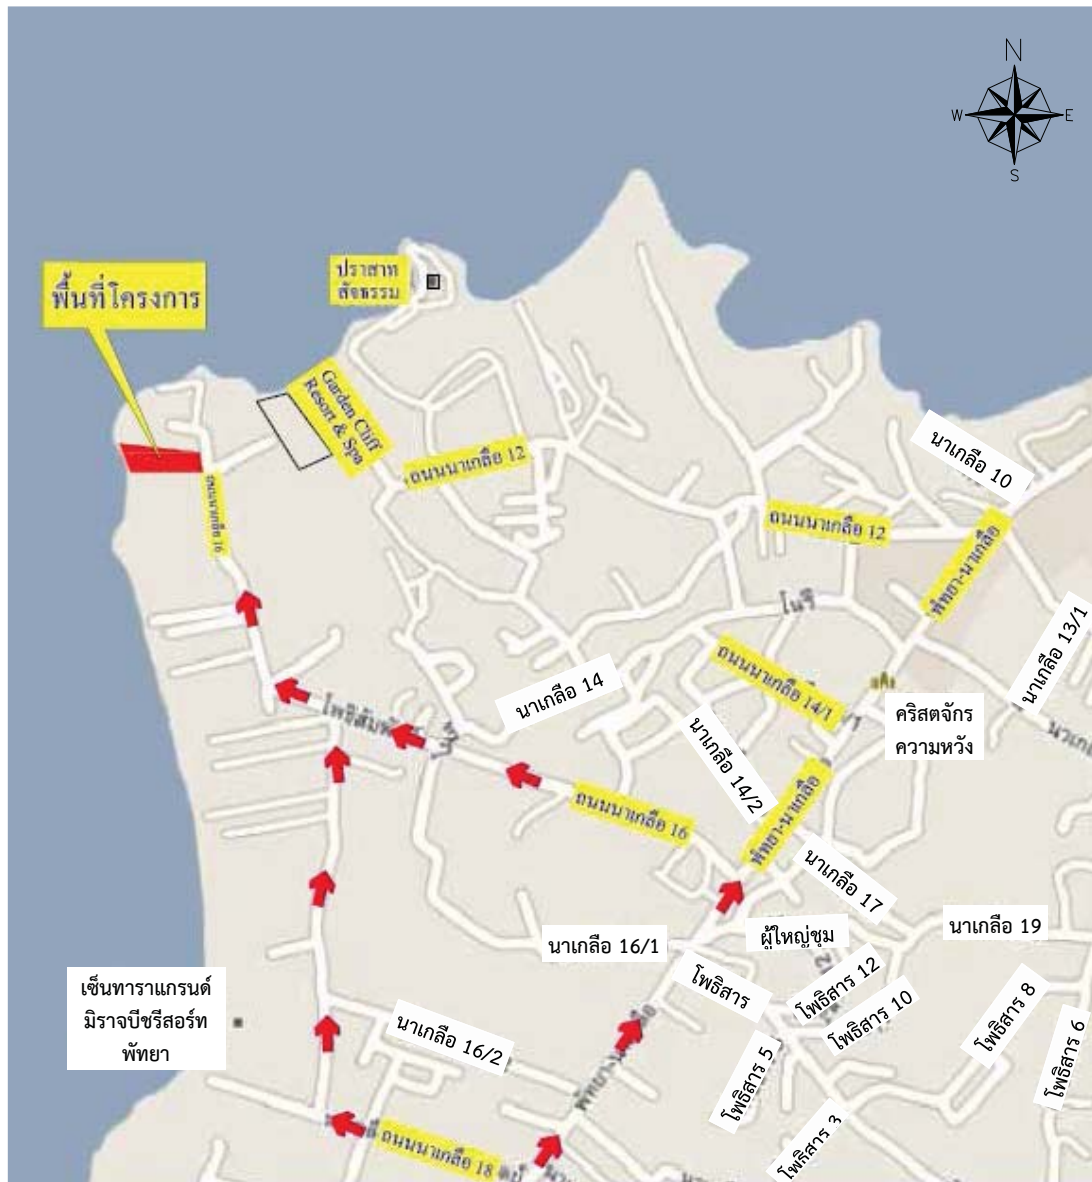 N
W
E
S
ปราสาท
สัจธรรม
พื้นที่โครงการ
Garden Cliff
Resort & Spa
ถนนนาเกลือ 12
นาเกลือ 10
ถนนนาเกลือ 12
พัทยา-นาเกลือ
ถนนนาเกลือ 16
นาเกลือ 13/1
ถนนนาเกลือ 14/1
นาเกลือ 14
คริสตจักร
ความหวัง
นาเกลือ 14/2
พัทยา-นาเกลือ
ถนนนาเกลือ 16
นาเกลือ 17
นาเกลือ 19
ผู้ใหญ่ชุม
นาเกลือ 16/1
โพธิสาร
โพธิสาร 12
โพธิสาร 10
โพธิสาร 8
โพธิสาร 6
เซ็นทาราแกรนด์
มิราจบีชรีสอร์ท
พัทยา
นาเกลือ 16/2
โพธิสาร 5
โพธิสาร 3
ถนนนาเกลือ 18